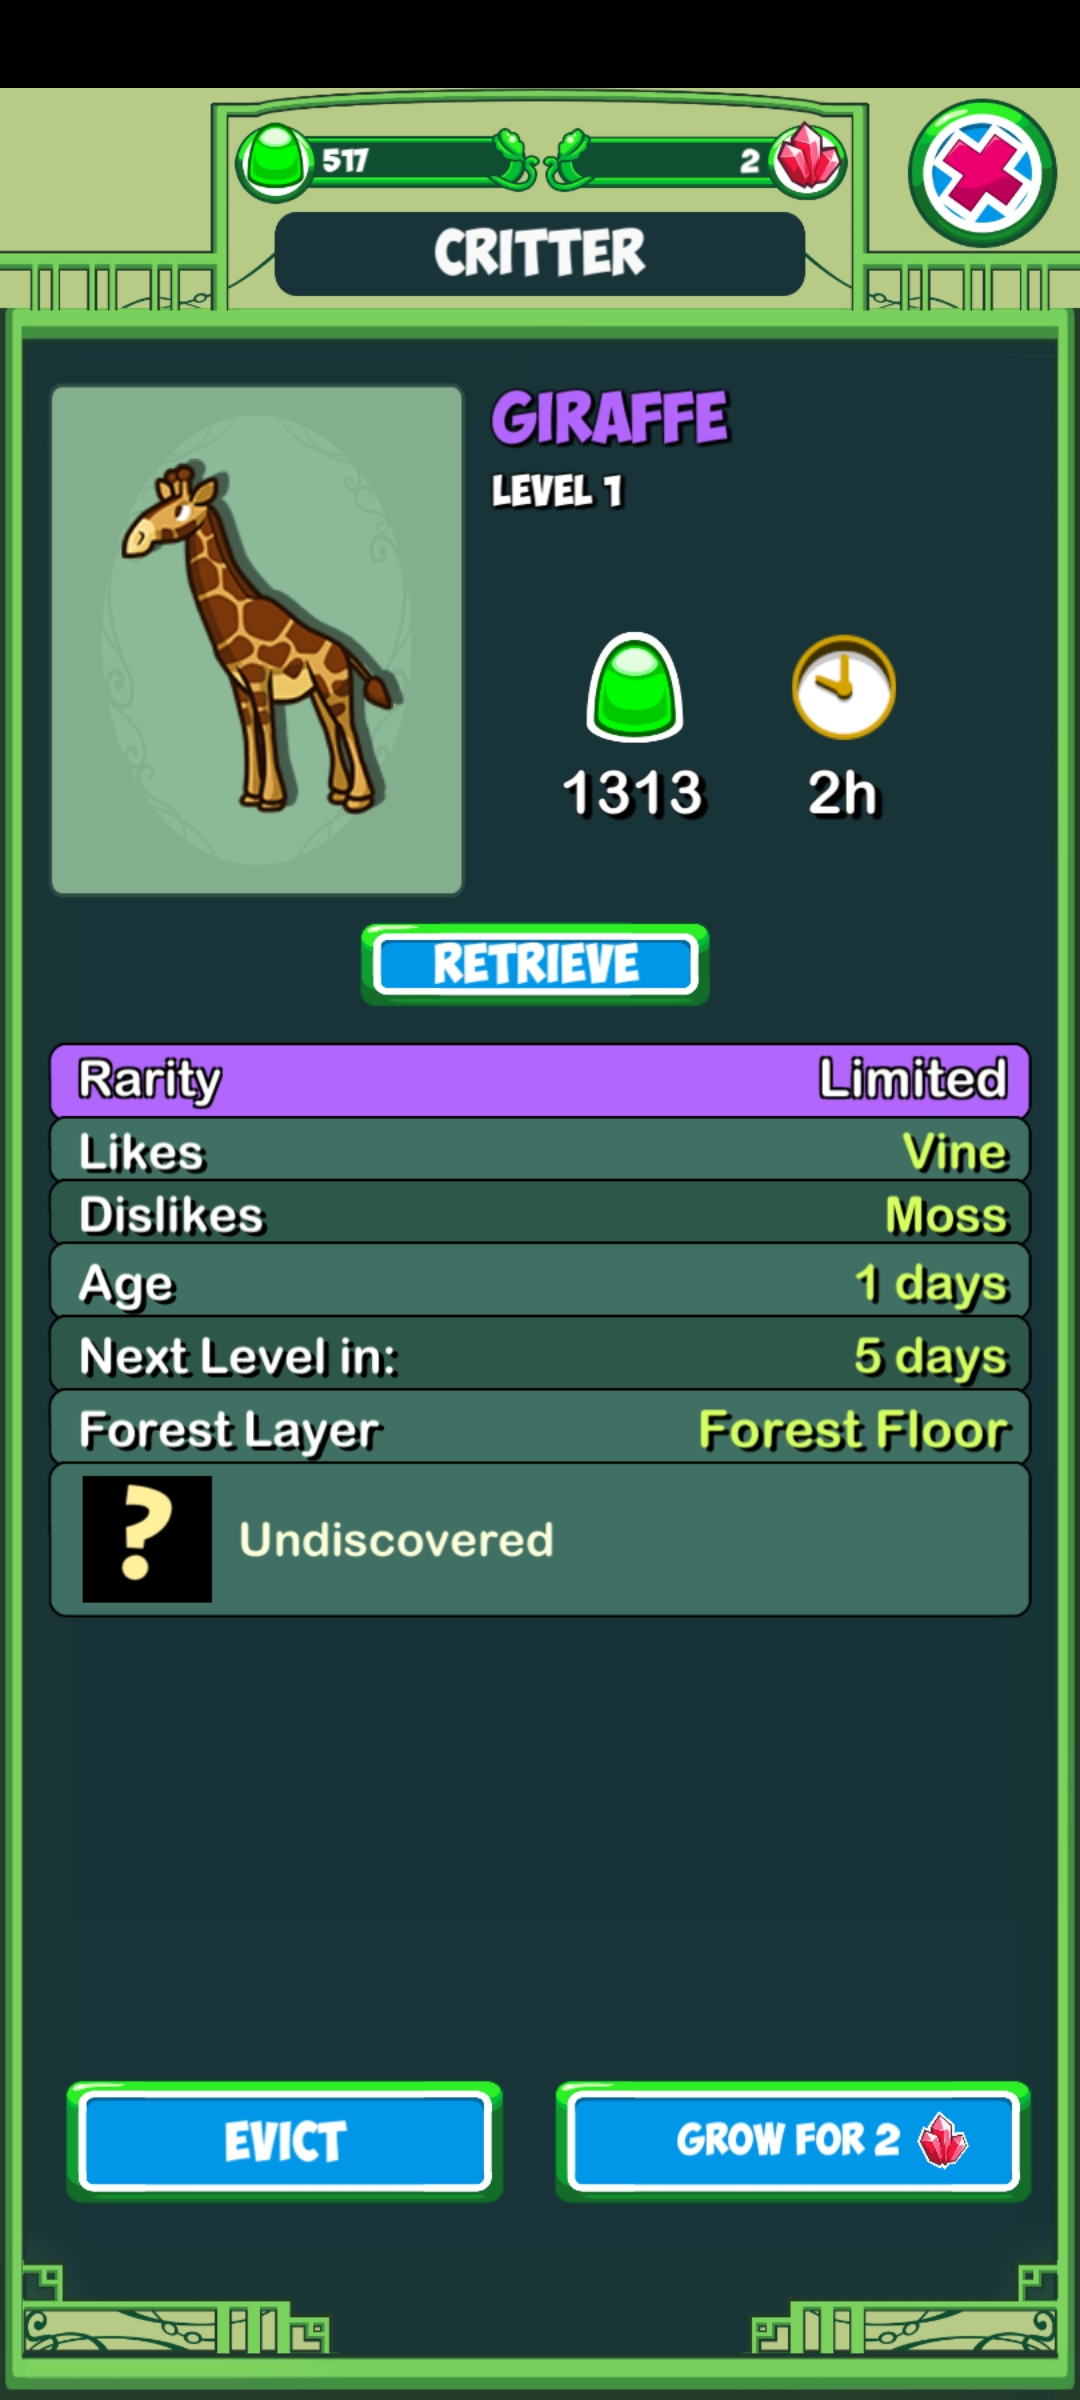 517
2
CRITTER
GIRAFFE
LEVEL 1
1313
2h
RETRIEVE
Rarity Limited
Likes Vine
Dislikes Moss
Age 1 days
Next Level in: 5 days
Forest Layer Forest Floor
? Undiscovered
EVICT
GROW FOR 2